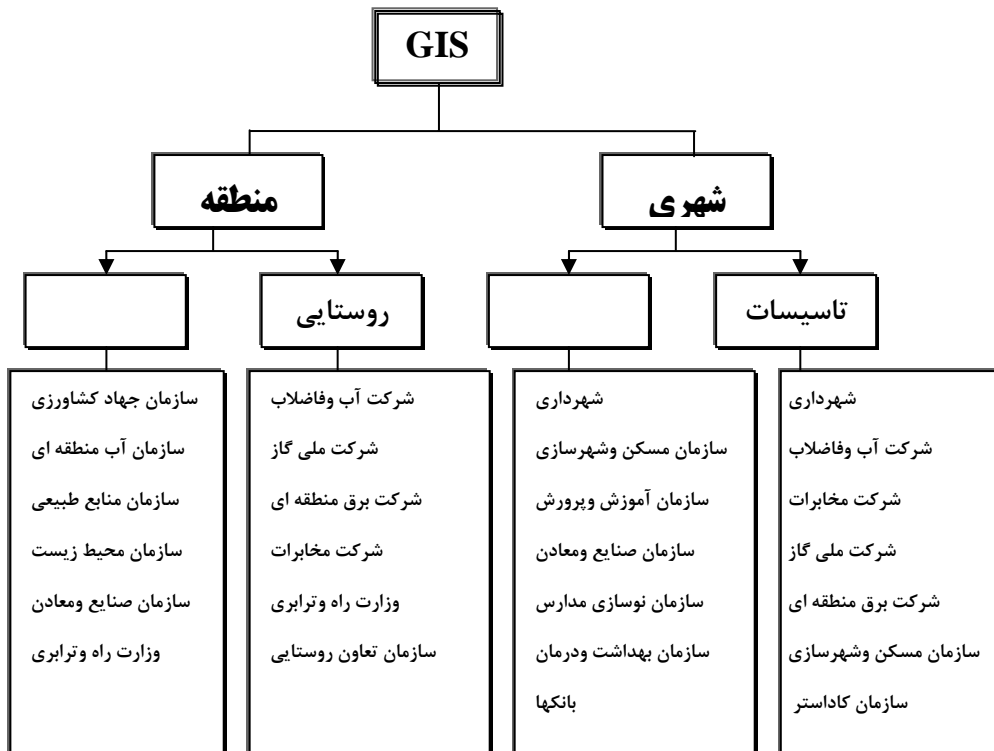 GIS
شهری
منطقه
تاسیسات
روستایی
شهرداری
شرکت آب وفاضلاب
شرکت مخابرات
شرکت ملی گاز
شرکت برق منطقه ای
سازمان مسکن وشهرسازی
سازمان کاداستر
شهرداری
سازمان مسکن وشهرسازی
سازمان آموزش وپرورش
سازمان صنایع ومعادن
سازمان نوسازی مدارس
سازمان بهداشت ودرمان
بانکها
شرکت آب وفاضلاب
شرکت ملی گاز
شرکت برق منطقه ای
شرکت مخابرات
وزارت راه وترابری
سازمان تعاون روستایی
سازمان جهاد کشاورزی
سازمان آب منطقه ای
سازمان منابع طبیعی
سازمان محیط زیست
سازمان صنایع ومعادن
وزارت راه وترابری